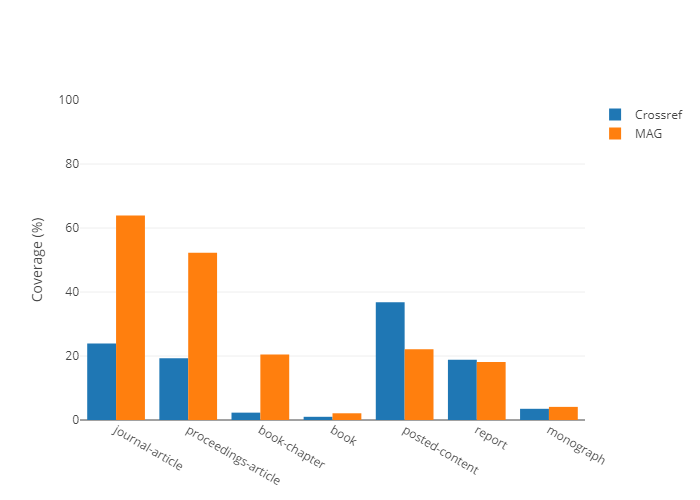 100
80
60
40
20
0
Coverage (%)
journal-article
proceedings-article
book-chapter
book
posted-content
report
monograph
Crossref
MAG